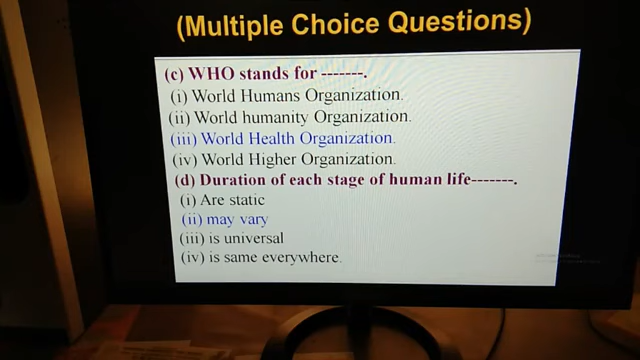 (Multiple Choice Questions)
(c) WHO stands for -------.
(i) World Humans Organization.
(ii) World humanity Organization.
(iii) World Health Organization.
(iv) World Higher Organization.
(d) Duration of each stage of human life-------.
(i) Are static
(ii) may vary
(iii) is universal
(iv) is same everywhere.